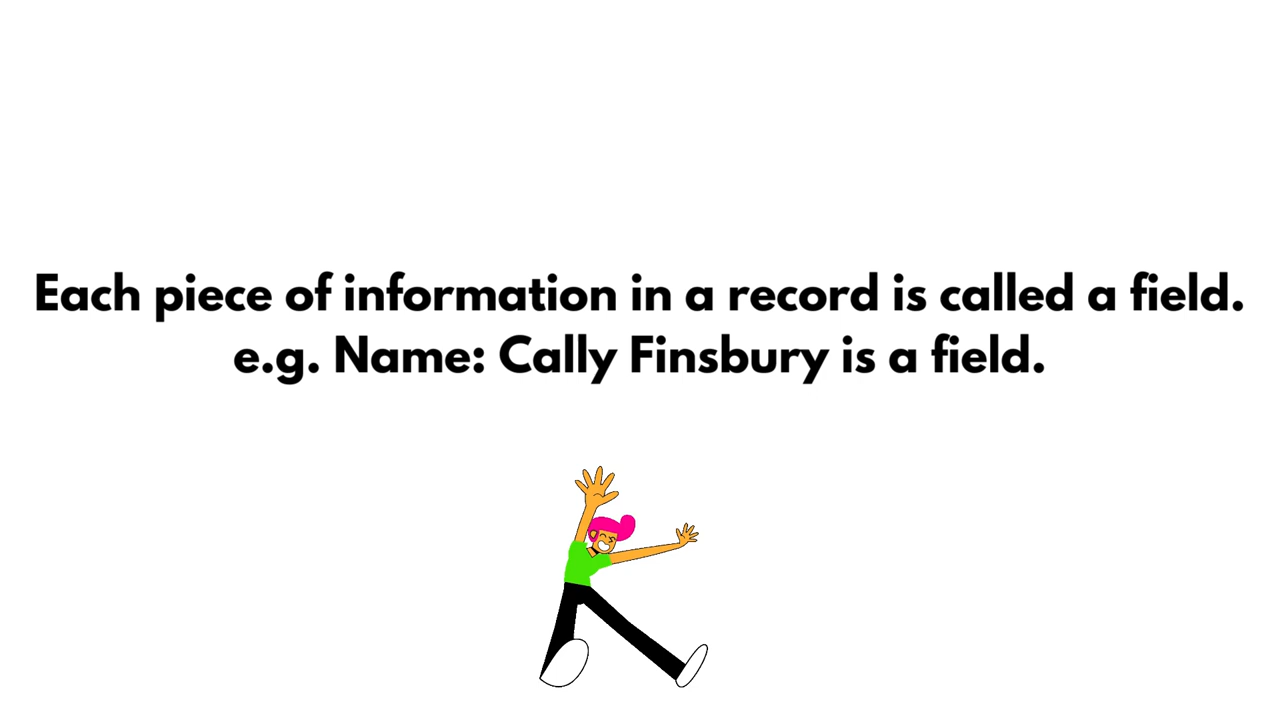 Each piece of information in a record is called a field.
e.g. Name: Cally Finsbury is a field.